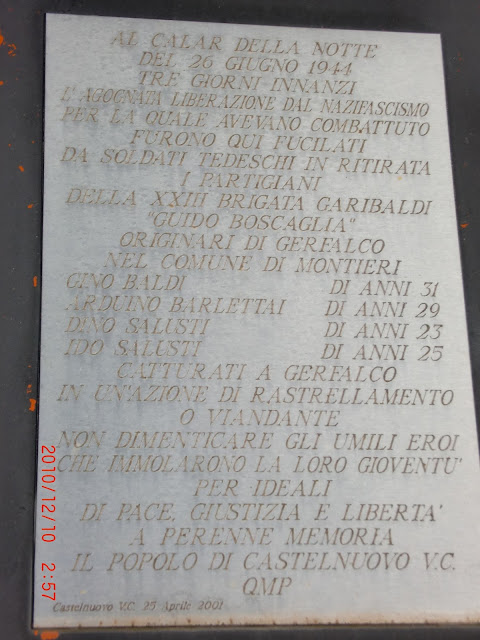 AL CALAR DELLA NOTTE
DEL 26 GIUGNO 1944
TRE GIORNI INNANZI
L'AGOGNATA LIBERAZIONE DAL NAZIFASCISMO
PER LA QUALE AVEVANO COMBATTUTO
FURONO QUI FUCILATI
DA SOLDATI TEDESCHI IN RITIRATA
I PARTIGIANI
DELLA XXIII BRIGATA GARIBALDI
"GUIDO BOSCAGLIA"
ORIGINARI DI GERFALCO
NEL COMUNE DI MONTIERI
GINO BALDI DI ANNI 31
ARDUINO BARLETTAI DI ANNI 29
DINO SALUSTI DI ANNI 23
IDO SALUSTI DI ANNI 25
CATTURATI A GERFALCO
IN UN'AZIONE DI RASTRELLAMENTO
O VIANDANTE
NON DIMENTICARE GLI UMILI EROI
CHE IMMOLARONO LA LORO GIOVENTU'
PER IDEALI
DI PACE, GIUSTIZIA E LIBERTA'
A PERENNE MEMORIA
IL POPOLO DI CASTELNUOVO V.C.
QMP
Castelnuovo V.C. 25 Aprile 2001
2010/12/10 2:57